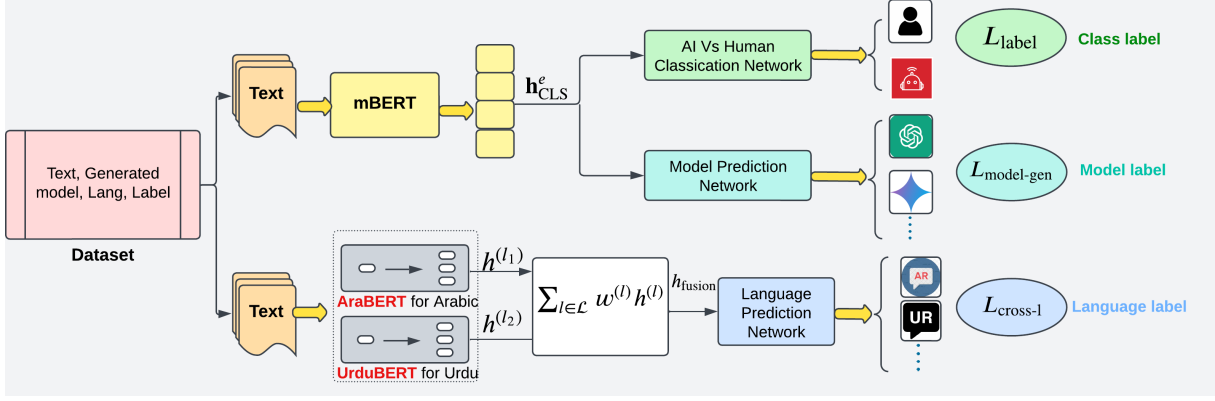 Text, Generated
model, Lang, Label
Dataset
Text
mBERT
h^e_CLS
AI Vs Human
Classication Network
L_label
Class label
Model Prediction
Network
L_model-gen
Model label
Text
AraBERT for Arabic
UrduBERT for Urdu
h^(l_1)
h^(l_2)
∑_{l∈ℒ} w^(l) h^(l)
h_fusion
Language
Prediction
Network
AR
UR
L_cross-l
Language label